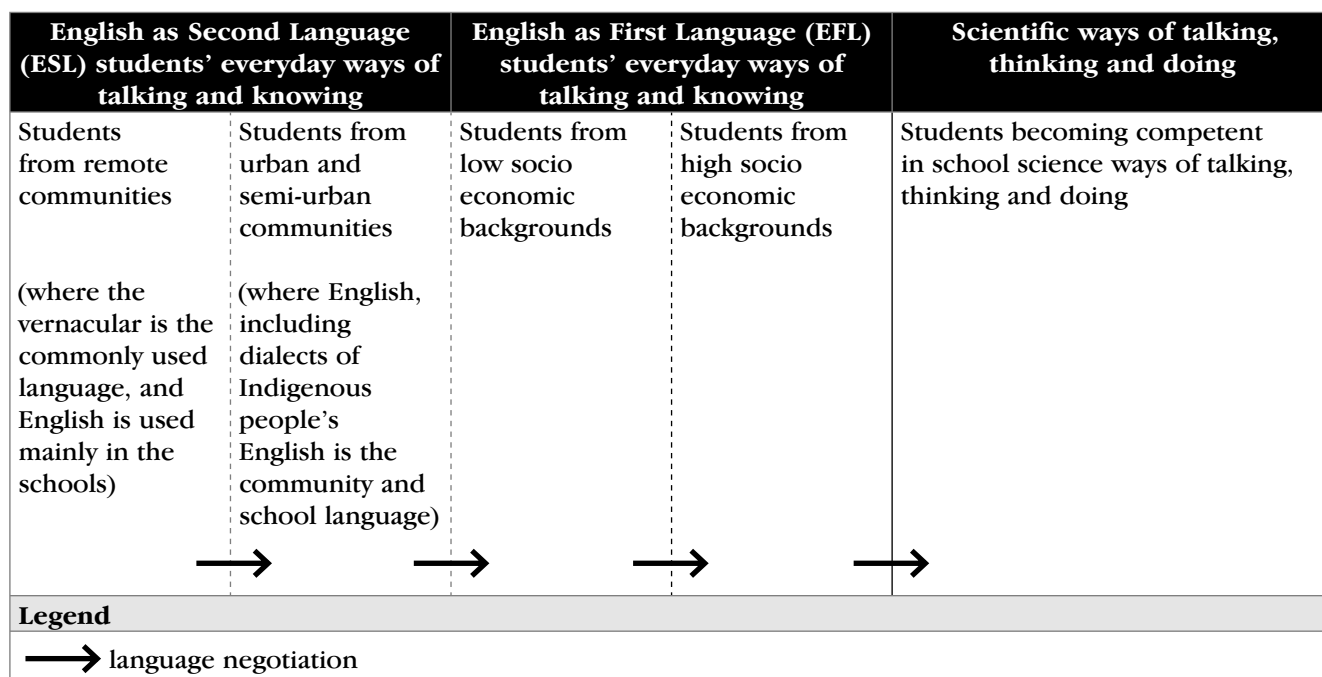 English as Second Language
(ESL) students’ everyday ways of
talking and knowing
English as First Language (EFL)
students’ everyday ways of
talking and knowing
Scientific ways of talking,
thinking and doing
Students
from remote
communities
(where the
vernacular is the
commonly used
language, and
English is used
mainly in the
schools)
Students from
urban and
semi-urban
communities
(where English,
including
dialects of
Indigenous
people’s
English is the
community and
school language)
Students from
low socio
economic
backgrounds
Students from
high socio
economic
backgrounds
Students becoming competent
in school science ways of talking,
thinking and doing
Legend
language negotiation